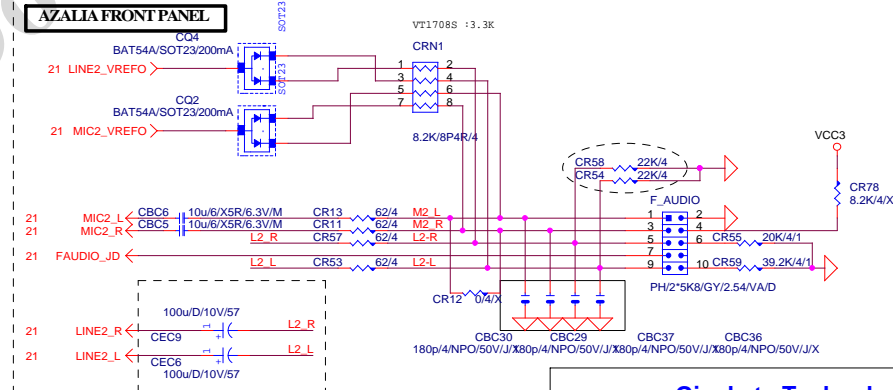 AZALIA FRONT PANEL
SOT23
VT1708S :3.3K
CQ4
BAT54A/SOT23/200mA
CRN1
21 LINE2_VREFO
1 2
3 4
5 6
7 8
SOT23
CQ2
BAT54A/SOT23/200mA
21 MIC2_VREFO
8.2K/8P4R/4
VCC3
CR58 22K/4
CR54 22K/4
CR78
8.2K/4/X
F_AUDIO
21 MIC2_L CBC6 10u/6/X5R/6.3V/M CR13 62/4 M2_L 1 2
21 MIC2_R CBC5 10u/6/X5R/6.3V/M CR11 62/4 M2_R 3 4
L2_R CR57 62/4 L2-R 5 6 CR55 20K/4/1
21 FAUDIO_JD 7
L2_L CR53 62/4 L2-L 9 10 CR59 39.2K/4/1
PH/2*5K8/GY/2.54/VA/D
CR12 0/4/X
100u/D/10V/57
21 LINE2_R 1 + L2_R
CEC9
CBC30 CBC29 CBC37 CBC36
180p/4/NPO/50V/J/X 180p/4/NPO/50V/J/X 180p/4/NPO/50V/J/X 180p/4/NPO/50V/J/X
21 LINE2_L 1 + L2_L
CEC6
100u/D/10V/57